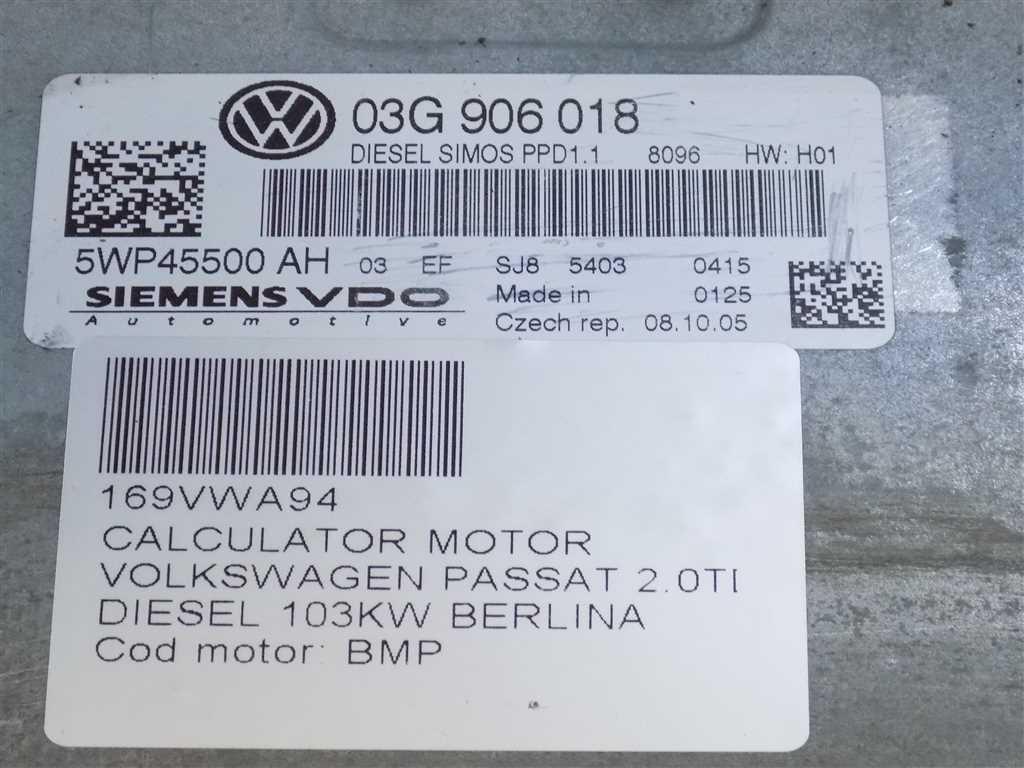 03G 906 018
DIESEL SIMOS PPD1.1 8096 HW: H01
5WP45500 AH 03 EF SJ8 5403 0415
SIEMENS VDO Made in 0125
Automotive Czech rep. 08.10.05
169VWA94
CALCULATOR MOTOR
VOLKSWAGEN PASSAT 2.0TI
DIESEL 103KW BERLINA
Cod motor: BMP